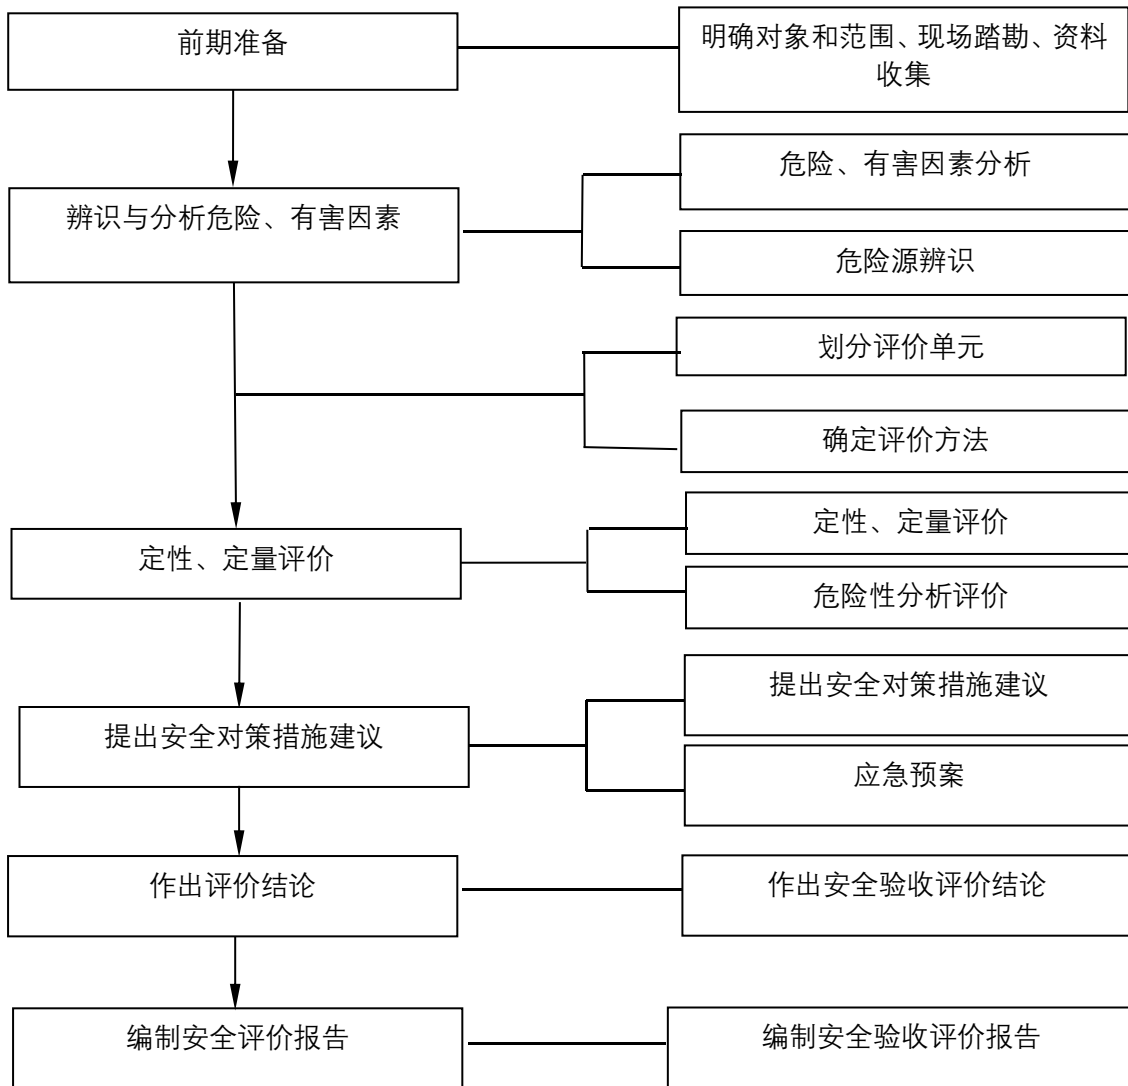 前期准备
明确对象和范围、现场踏勘、资料
收集
危险、有害因素分析
辨识与分析危险、有害因素
危险源辨识
划分评价单元
确定评价方法
定性、定量评价
定性、定量评价
危险性分析评价
提出安全对策措施建议
提出安全对策措施建议
应急预案
作出评价结论
作出安全验收评价结论
编制安全评价报告
编制安全验收评价报告